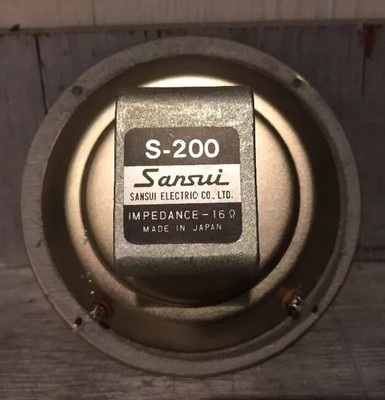 S-200
Sansui
SANSUI ELECTRIC CO., LTD.
IMPEDANCE-16Ω
MADE IN JAPAN